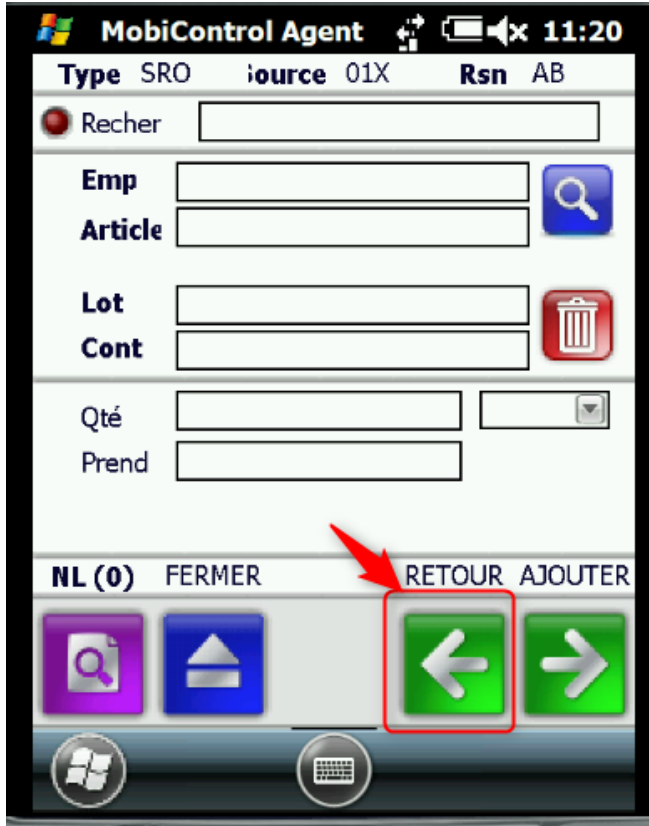 MobiControl Agent 11:20
Type SRO ource 01X Rsn AB
Recher
Emp
Article
Lot
Cont
Qté
Prend
NL (0) FERMER RETOUR AJOUTER